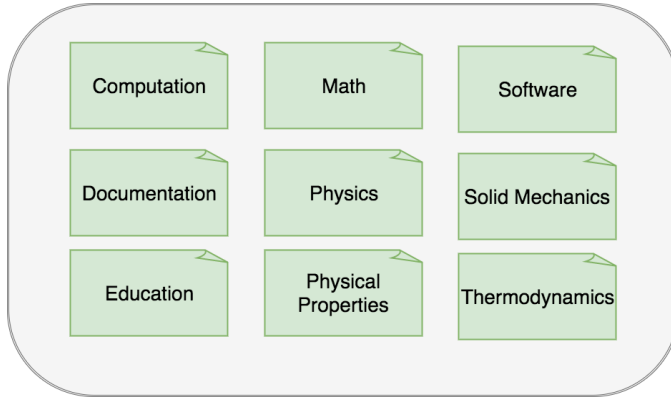 Computation
Math
Software
Documentation
Physics
Solid Mechanics
Education
Physical
Properties
Thermodynamics